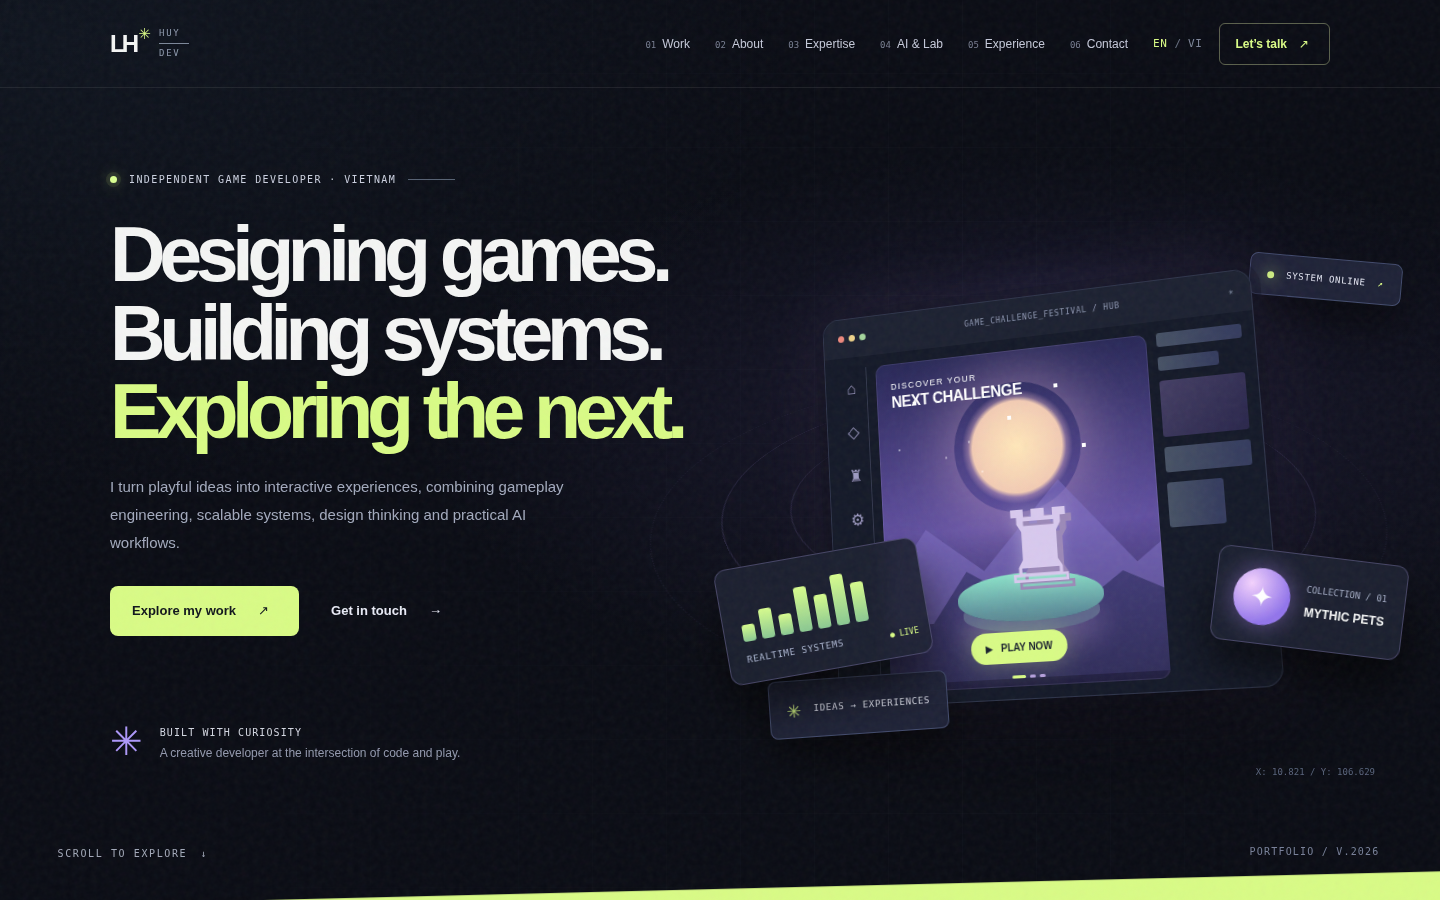 LH
HUY
DEV
01 Work
02 About
03 Expertise
04 AI & Lab
05 Experience
06 Contact
EN / VI
Let's talk ↗
INDEPENDENT GAME DEVELOPER · VIETNAM
Designing games.
Building systems.
Exploring the next.
I turn playful ideas into interactive experiences, combining gameplay
engineering, scalable systems, design thinking and practical AI
workflows.
Explore my work ↗
Get in touch →
BUILT WITH CURIOSITY
A creative developer at the intersection of code and play.
SYSTEM ONLINE ↗
GAME_CHALLENGE_FESTIVAL / HUB
DISCOVER YOUR
NEXT CHALLENGE
PLAY NOW
REALTIME SYSTEMS
LIVE
IDEAS → EXPERIENCES
COLLECTION / 01
MYTHIC PETS
X: 10.821 / Y: 106.629
SCROLL TO EXPLORE ↓
PORTFOLIO / V.2026